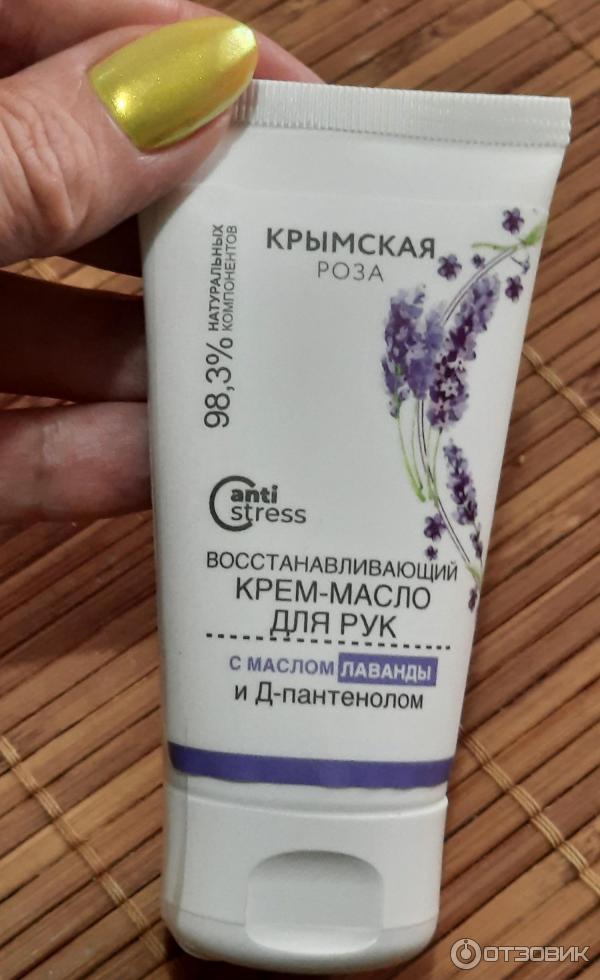 КРЫМСКАЯ
РОЗА
98,3% НАТУРАЛЬНЫХ
КОМПОНЕНТОВ
anti
stress
ВОССТАНАВЛИВАЮЩИЙ
КРЕМ-МАСЛО
ДЛЯ РУК
С МАСЛОМ ЛАВАНДЫ
и Д-пантенолом
ОТЗОВИК